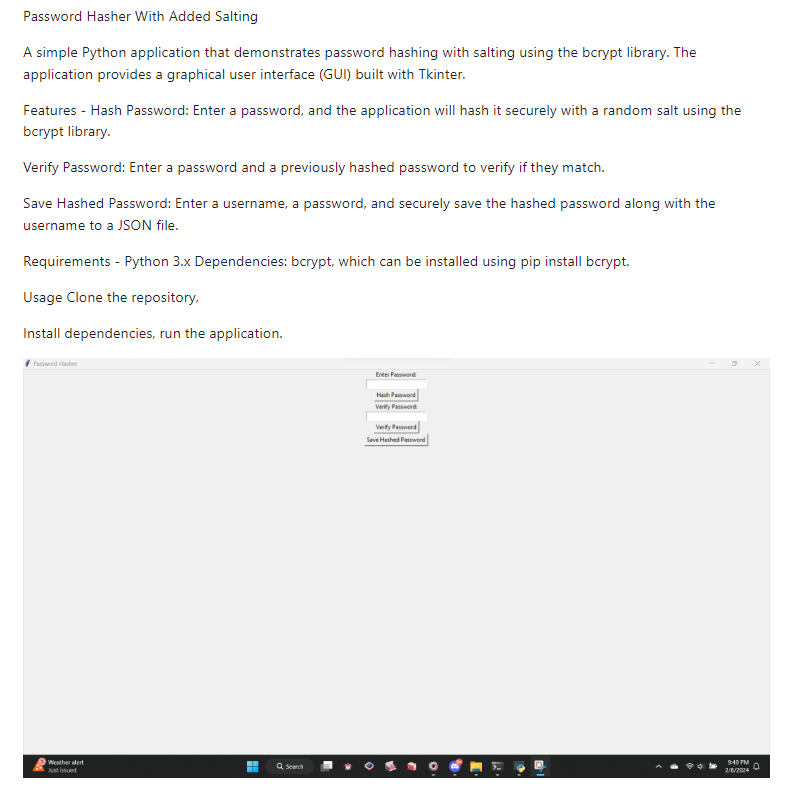 Password Hasher With Added Salting
A simple Python application that demonstrates password hashing with salting using the bcrypt library. The
application provides a graphical user interface (GUI) built with Tkinter.
Features - Hash Password: Enter a password, and the application will hash it securely with a random salt using the
bcrypt library.
Verify Password: Enter a password and a previously hashed password to verify if they match.
Save Hashed Password: Enter a username, a password, and securely save the hashed password along with the
username to a JSON file.
Requirements - Python 3.x Dependencies: bcrypt, which can be installed using pip install bcrypt.
Usage Clone the repository,
Install dependencies, run the application.
Password Hasher
Enter Password:
Hash Password
Verify Password:
Verify Password
Save Hashed Password
Weather alert
Just issued
Search
9:40 PM
2/8/2024